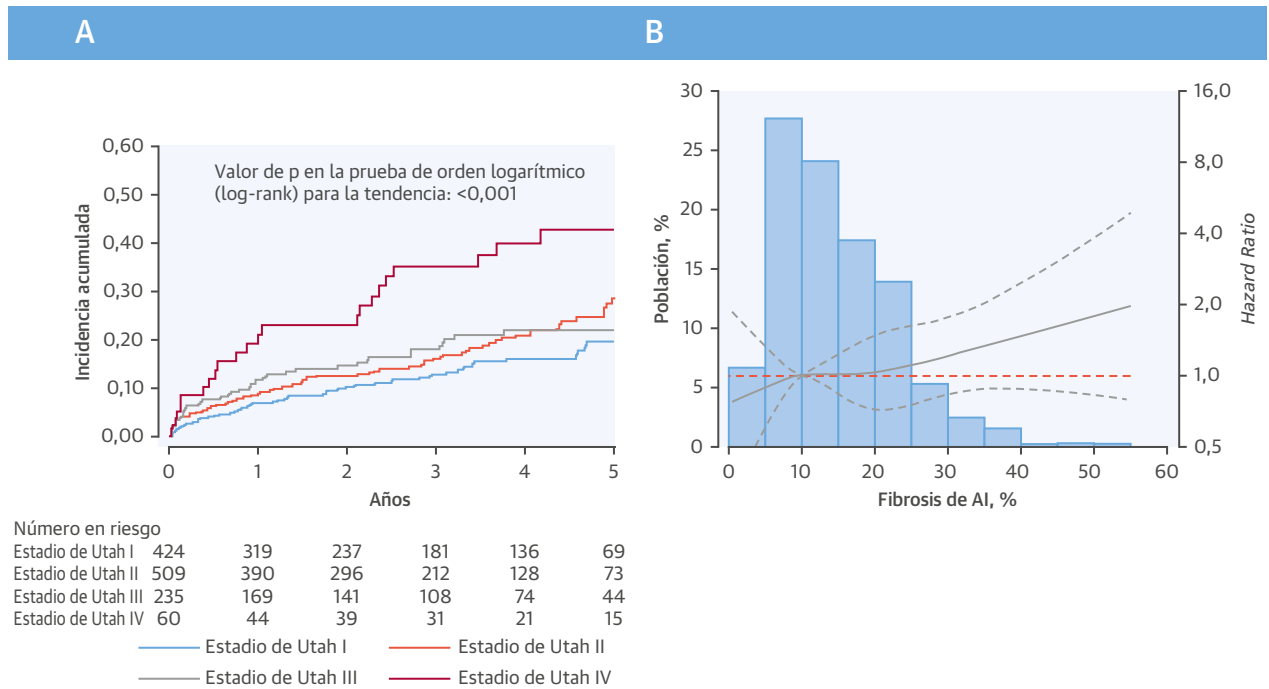 A
B
0,60
0,50
0,40
0,30
0,20
0,10
0,00
Incidencia acumulada
Valor de p en la prueba de orden logarítmico
(log-rank) para la tendencia: <0,001
0 1 2 3 4 5
Años
Número en riesgo
Estadio de Utah I 424 319 237 181 136 69
Estadio de Utah II 509 390 296 212 128 73
Estadio de Utah III 235 169 141 108 74 44
Estadio de Utah IV 60 44 39 31 21 15
Estadio de Utah I Estadio de Utah II
Estadio de Utah III Estadio de Utah IV
30
25
20
15
10
5
0
Población, %
16,0
8,0
4,0
2,0
1,0
0,5
Hazard Ratio
0 10 20 30 40 50 60
Fibrosis de AI, %